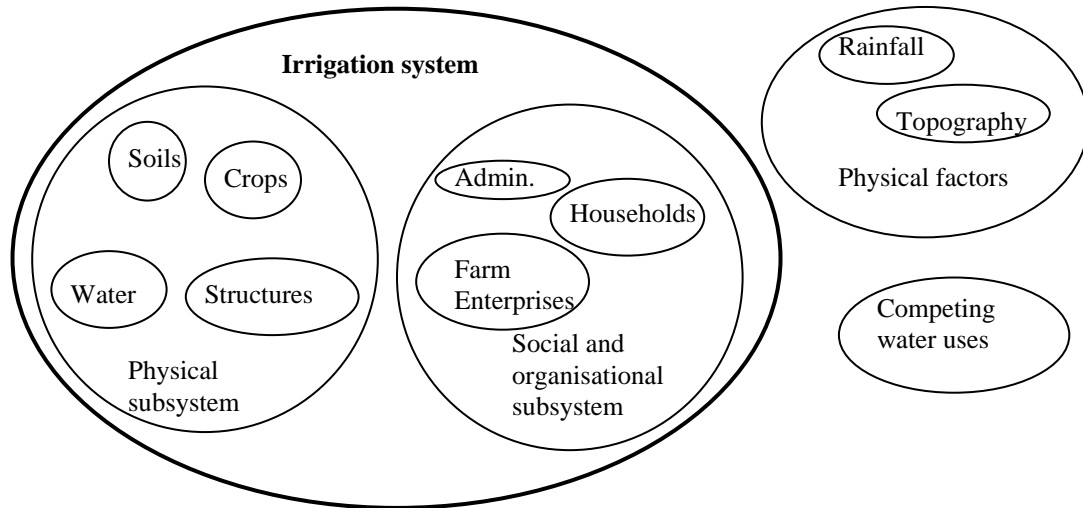 Irrigation system
Soils
Crops
Water
Structures
Physical
subsystem
Admin.
Households
Farm
Enterprises
Social and
organisational
subsystem
Rainfall
Topography
Physical factors
Competing
water uses